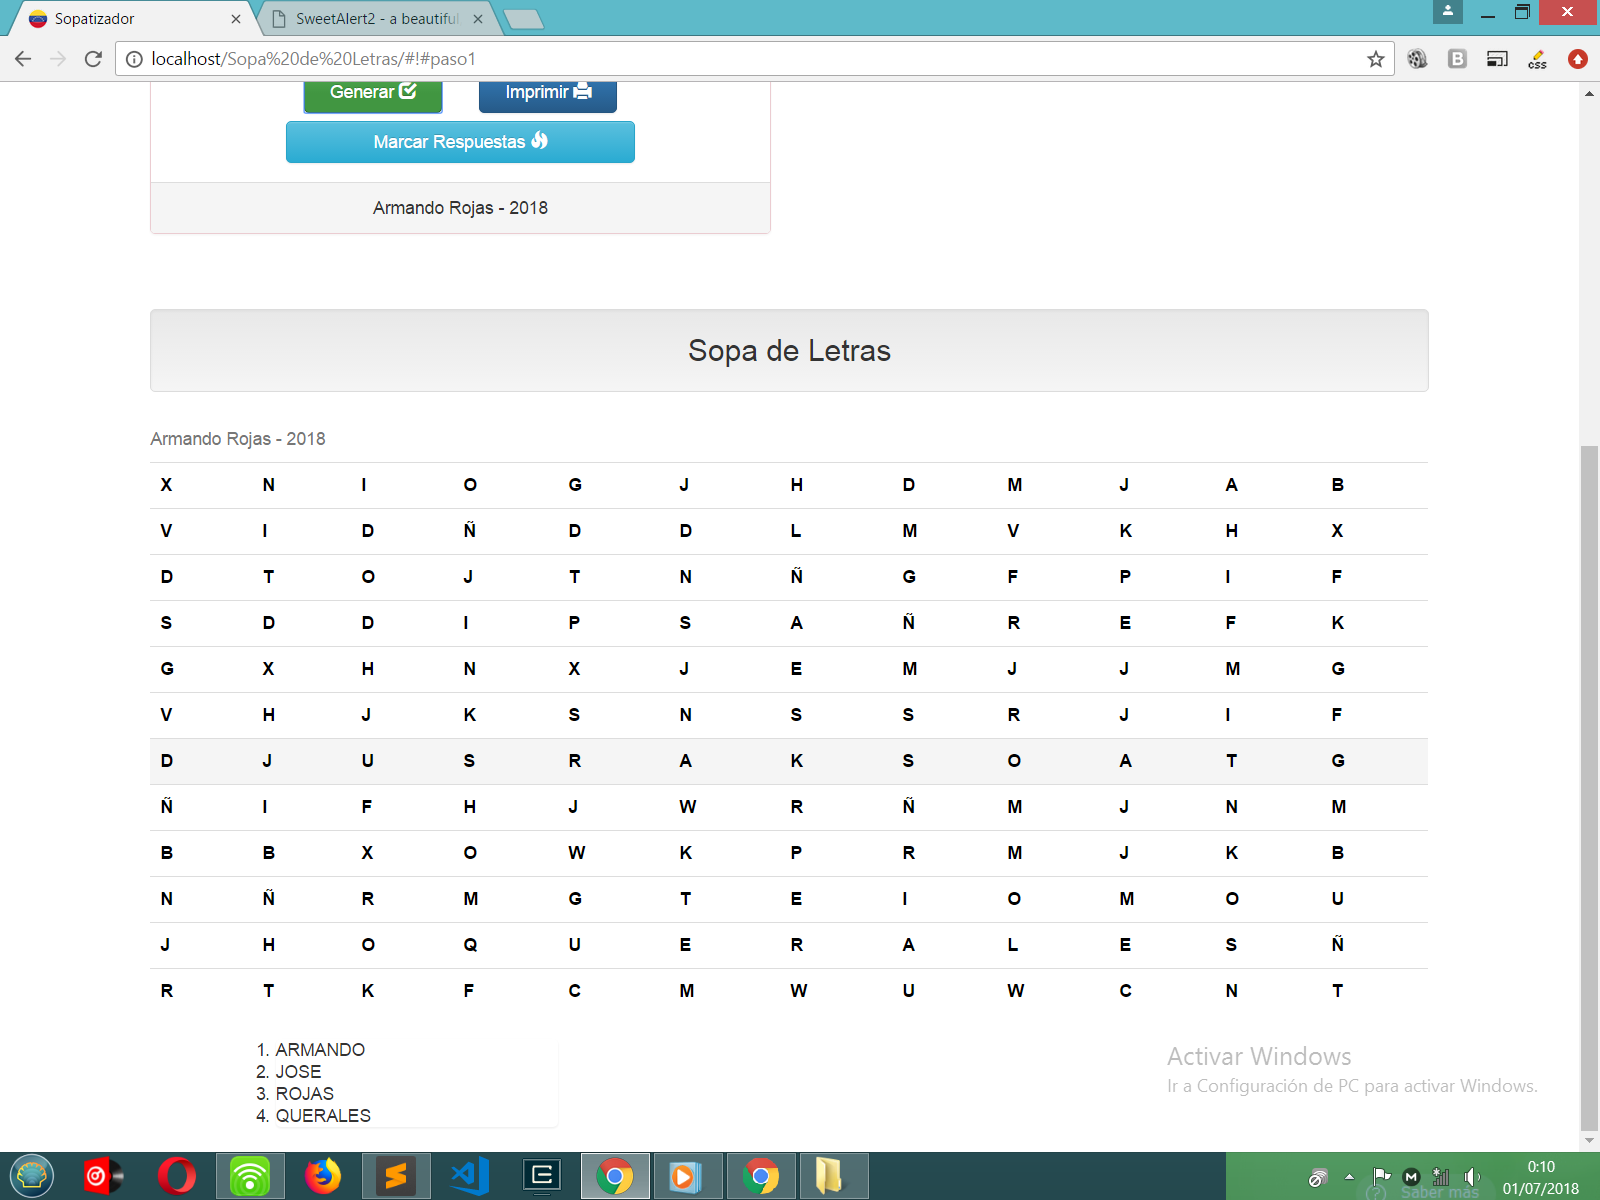 Sopatizador
SweetAlert2 - a beautiful
localhost/Sopa%20de%20Letras/#!#paso1
Generar
Imprimir
Marcar Respuestas
Armando Rojas - 2018
Sopa de Letras
Armando Rojas - 2018
X N I O G J H D M J A B
V I D Ñ D D L M V K H X
D T O J T N Ñ G F P I F
S D D I P S A Ñ R E F K
G X H N X J E M J J M G
V H J K S N S S R J I F
D J U S R A K S O A T G
Ñ I F H J W R Ñ M J N M
B B X O W K P R M J K B
N Ñ R M G T E I O M O U
J H O Q U E R A L E S Ñ
R T K F C M W U W C N T
1. ARMANDO
2. JOSE
3. ROJAS
4. QUERALES
Activar Windows
Ir a Configuración de PC para activar Windows.
0:10
01/07/2018
Saber más